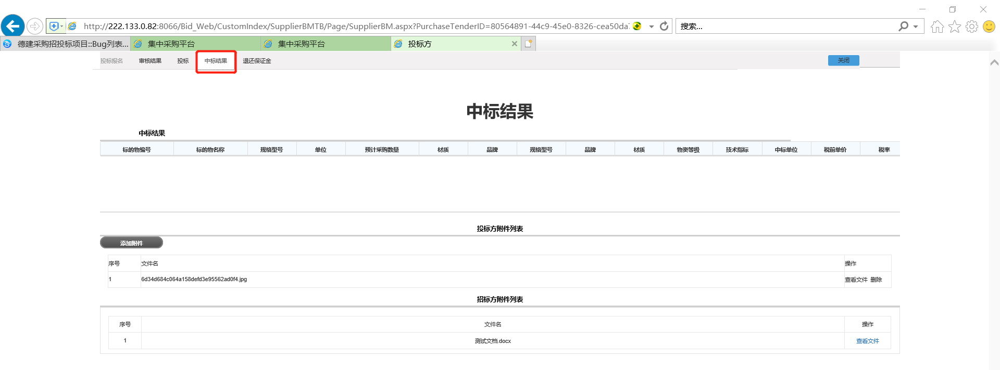 http://222.133.0.82:8066/Bid_Web/CustomIndex/SupplierBMTB/Page/SupplierBM.aspx?PurchaseTenderID=80564891-44c9-45e0-8326-cea50da
搜索...
德建采购招投标项目::Bug列表... 集中采购平台 集中采购平台 投标方
投标报名 审核结果 投标 中标结果 退还保证金 关闭
中标结果
中标结果
标的物编号 标的物名称 规格型号 单位 预计采购数量 材质 品牌 规格型号 品牌 材质 物资等级 技术指标 中标单位 税前单价 税率
投标方附件列表
添加附件
序号 文件名 操作
1 6d34d684c064a158defd3e95562ad0f4.jpg 查看文件 删除
招标方附件列表
序号 文件名 操作
1 测试文档.docx 查看文件